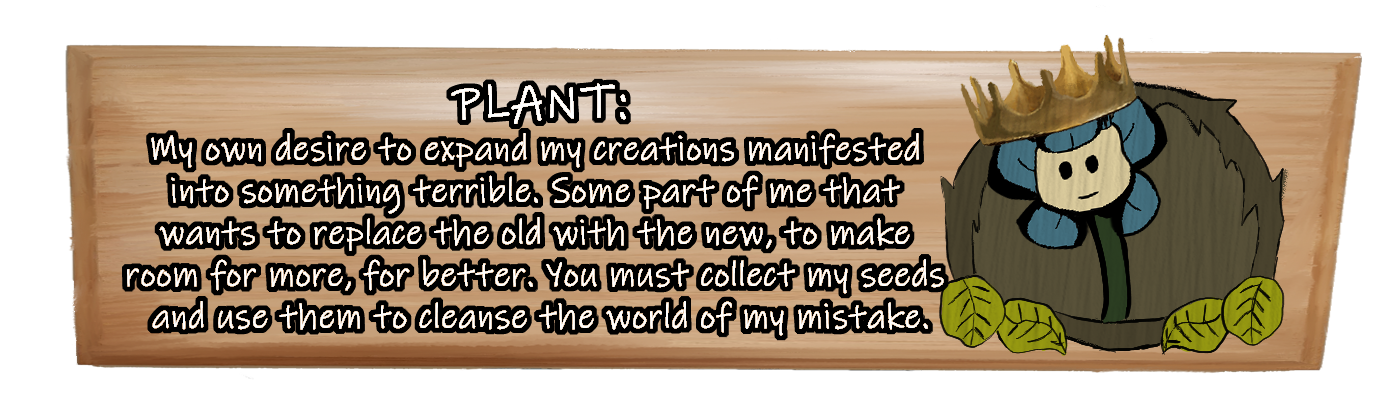 PLANT:
My own desire to expand my creations manifested
into something terrible. Some part of me that
wants to replace the old with the new, to make
room for more, for better. You must collect my seeds
and use them to cleanse the world of my mistake.